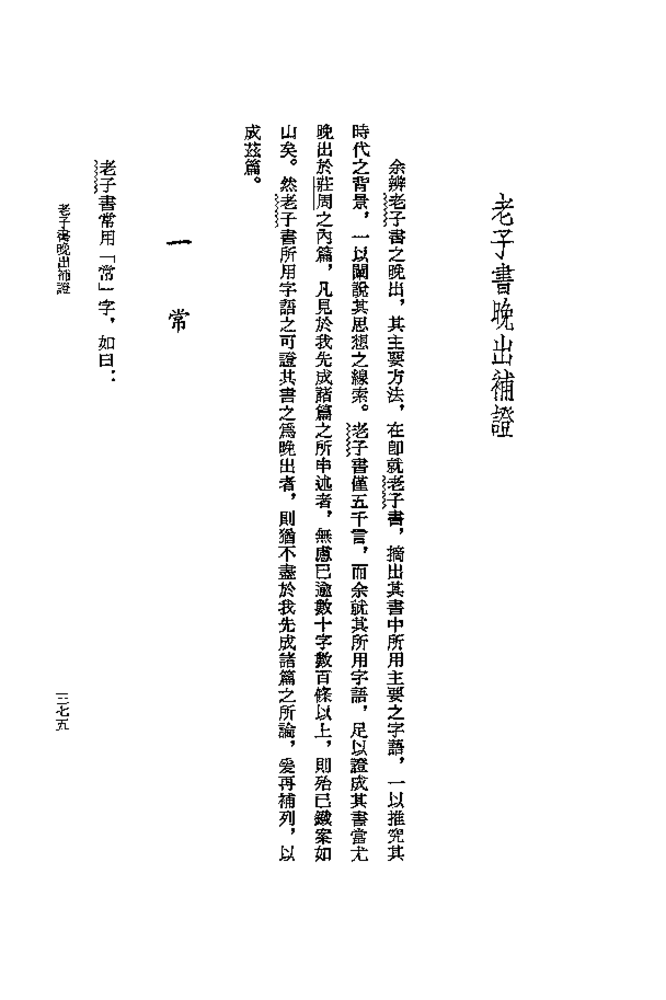 老子書晚出補證
余辨老子書之晚出，其主要方法，在卽就老子書，摘出其書中所用主要之字語，一以推究其
時代之背景，一以闡說其思想之線索。老子書僅五千言，而余就其所用字語，足以證成其書當尤
晚出於莊周之內篇，凡見於我先成諸篇之所申述者，無慮已逾數十字數百條以上，則殆已鐵案如
山矣。然老子書所用字語之可證其書之爲晚出者，則猶不盡於我先成諸篇之所論，爰再補列，以
成茲篇。
一 常
老子書常用「常」字，如曰：
老子書晚出補證
三七五